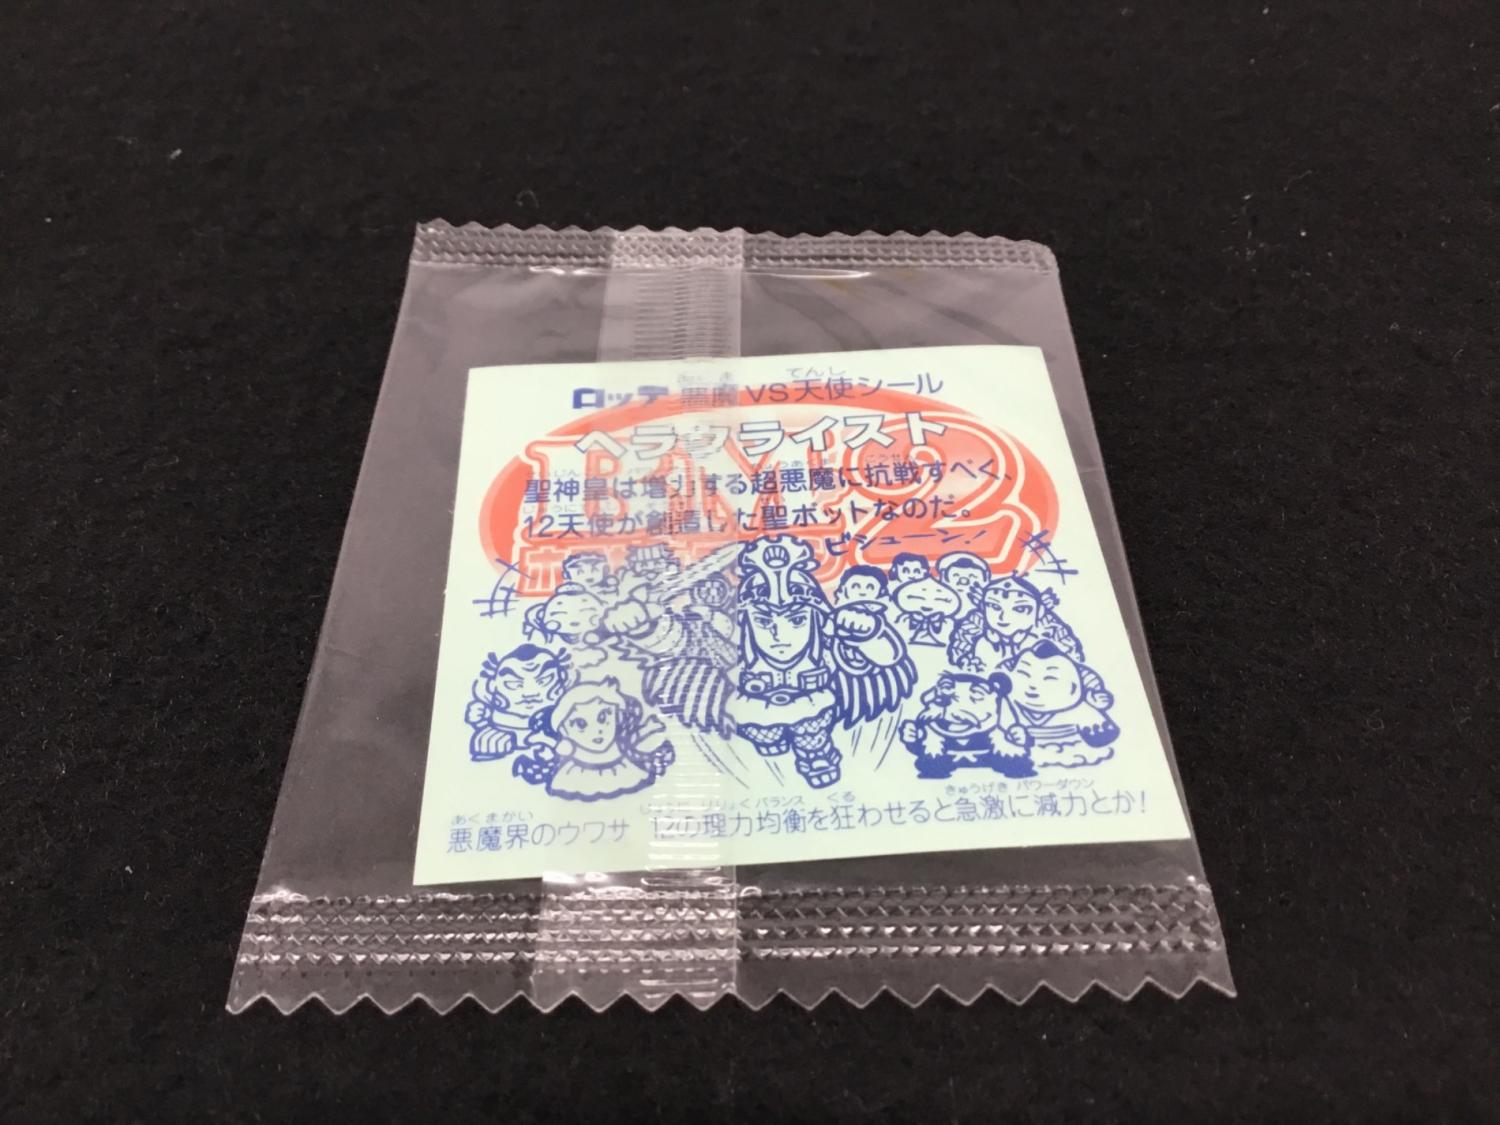 ロッテ 悪魔VS天使シール
ヘラクライスト
BM2
聖神皇は増力する超悪魔に抗戦すべく、
12天使が創造した聖ボットなのだ。
ビシューン!
悪魔界のウワサ 12の理力均衡を狂わせると急激に減力とか!